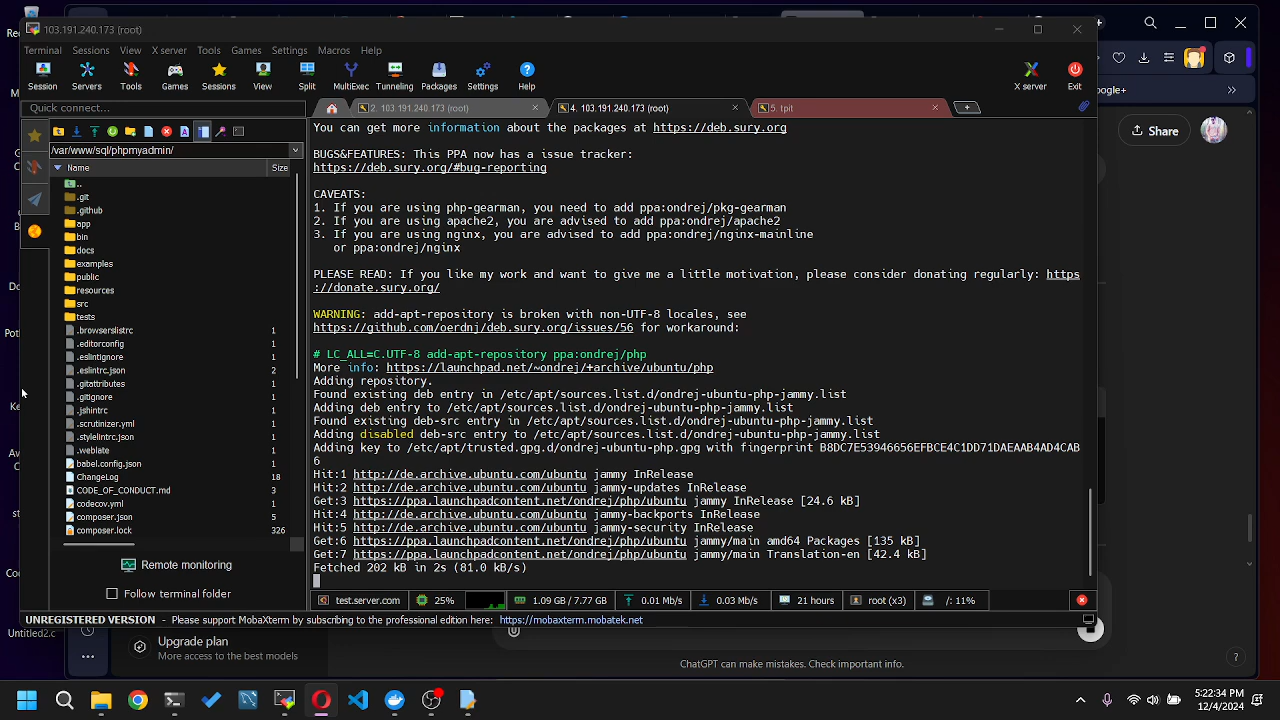 Rec
103.191.240.173 (root)
Terminal Sessions View X server Tools Games Settings Macros Help
Session Servers Tools Games Sessions View Split MultiExec Tunneling Packages Settings Help X server Exit
Quick connect...
2. 103.191.240.173 (root)
4. 103.191.240.173 (root)
5. tpit
oogle+
Share
/var/www/sql/phpmyadmin/
Name Size
..
.git
.github
app
bin
docs
examples
public
resources
src
tests
.browserslistrc 1
.editorconfig 1
.eslintignore 1
.eslintrc.json 2
.gitattributes 1
.gitignore 1
.jshintrc 1
.scrutinizer.yml 1
.stylelintrc.json 1
.weblate 1
babel.config.json 1
ChangeLog 18
CODE_OF_CONDUCT.md 3
codecov.yml 1
composer.json 5
composer.lock 326
Remote monitoring
Follow terminal folder
You can get more information about the packages at https://deb.sury.org
BUGS&FEATURES: This PPA now has a issue tracker:
https://deb.sury.org/#bug-reporting
CAVEATS:
1. If you are using php-gearman, you need to add ppa:ondrej/pkg-gearman
2. If you are using apache2, you are advised to add ppa:ondrej/apache2
3. If you are using nginx, you are advised to add ppa:ondrej/nginx-mainline
or ppa:ondrej/nginx
PLEASE READ: If you like my work and want to give me a little motivation, please consider donating regularly: https
://donate.sury.org/
WARNING: add-apt-repository is broken with non-UTF-8 locales, see
https://github.com/oerdnj/deb.sury.org/issues/56 for workaround:
# LC_ALL=C.UTF-8 add-apt-repository ppa:ondrej/php
More info: https://launchpad.net/~ondrej/+archive/ubuntu/php
Adding repository.
Found existing deb entry in /etc/apt/sources.list.d/ondrej-ubuntu-php-jammy.list
Adding deb entry to /etc/apt/sources.list.d/ondrej-ubuntu-php-jammy.list
Found existing deb-src entry in /etc/apt/sources.list.d/ondrej-ubuntu-php-jammy.list
Adding disabled deb-src entry to /etc/apt/sources.list.d/ondrej-ubuntu-php-jammy.list
Adding key to /etc/apt/trusted.gpg.d/ondrej-ubuntu-php.gpg with fingerprint B8DC7E53946656EFBCE4C1DD71DAEAAB4AD4CAB
6
Hit:1 http://de.archive.ubuntu.com/ubuntu jammy InRelease
Hit:2 http://de.archive.ubuntu.com/ubuntu jammy-updates InRelease
Get:3 https://ppa.launchpadcontent.net/ondrej/php/ubuntu jammy InRelease [24.6 kB]
Hit:4 http://de.archive.ubuntu.com/ubuntu jammy-backports InRelease
Hit:5 http://de.archive.ubuntu.com/ubuntu jammy-security InRelease
Get:6 https://ppa.launchpadcontent.net/ondrej/php/ubuntu jammy/main amd64 Packages [135 kB]
Get:7 https://ppa.launchpadcontent.net/ondrej/php/ubuntu jammy/main Translation-en [42.4 kB]
Fetched 202 kB in 2s (81.0 kB/s)
test.server.com 25% 1.09 GB / 7.77 GB 0.01 Mb/s 0.03 Mb/s 21 hours root (x3) /: 11%
UNREGISTERED VERSION - Please support MobaXterm by subscribing to the professional edition here: https://mobaxterm.mobatek.net
Untitled2.c
Upgrade plan
More access to the best models
ChatGPT can make mistakes. Check important info.
?
5:22:34 PM
12/4/2024